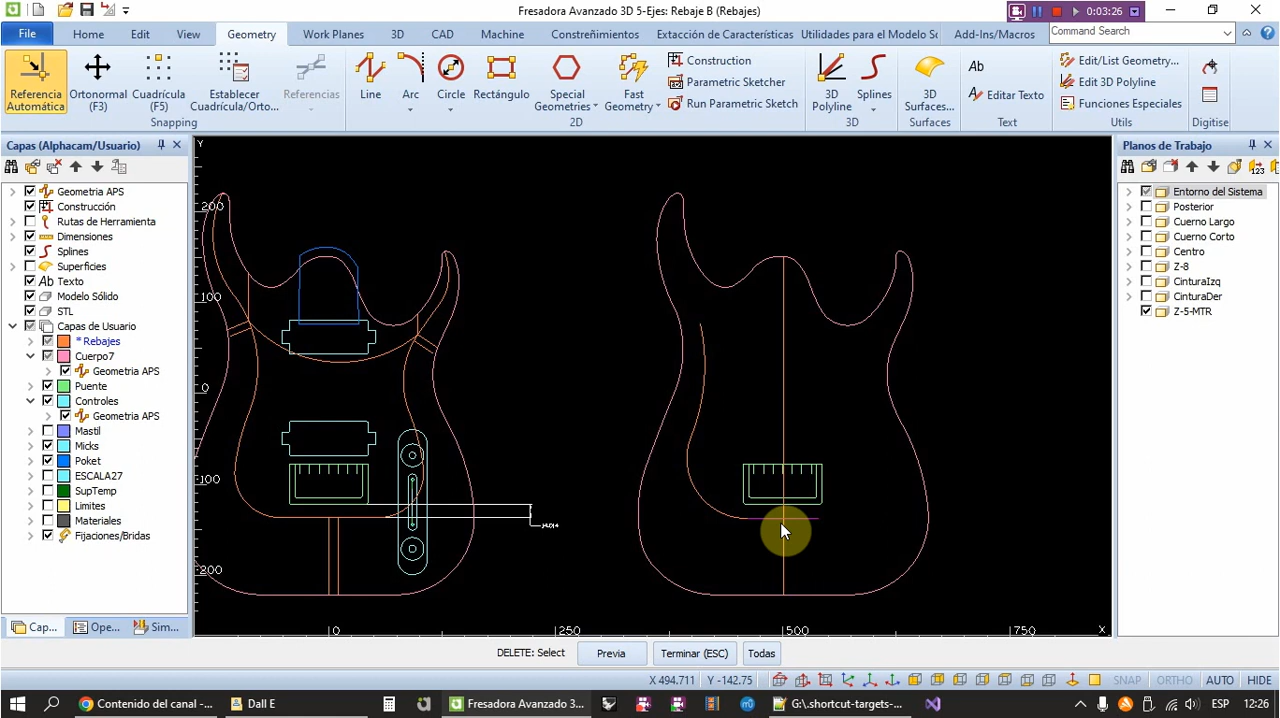 Fresadora Avanzado 3D 5-Ejes: Rebaje B (Rebajes)
00:03:26
File Home Edit View Geometry Work Planes 3D CAD Machine Constreñimientos Extacción de Características Utilidades para el Modelo Sc Add-Ins/Macros Command Search
Referencia Automática
Ortonormal (F3)
Cuadrícula (F5)
Establecer Cuadrícula/Orto...
Referencias
Snapping
Line
Arc
Circle
Rectángulo
Special Geometries
Fast Geometry
Construction
Parametric Sketcher
Run Parametric Sketch
2D
3D Polyline
Splines
3D
3D Surfaces...
Surfaces
Ab
Editar Texto
Text
Edit/List Geometry...
Edit 3D Polyline
Funciones Especiales
Utils
Digitise
Capas (Alphacam/Usuario)
Geometria APS
Construcción
Rutas de Herramienta
Dimensiones
Splines
Superficies
Ab Texto
Modelo Sólido
STL
Capas de Usuario
* Rebajes
Cuerpo7
Geometria APS
Puente
Controles
Geometria APS
Mastil
Micks
Poket
ESCALA27
SupTemp
Limites
Materiales
Fijaciones/Bridas
Cap... Ope... Sim...
Y
200
100
0
100
200
0 250 500 750 X
Planos de Trabajo
Entorno del Sistema
Posterior
Cuerno Largo
Cuerno Corto
Centro
Z-8
CinturaIzq
CinturaDer
Z-5-MTR
DELETE: Select Previa Terminar (ESC) Todas
X 494.711 Y -142.75 SNAP ORTHO AUTO HIDE
Contenido del canal -... Dall E Fresadora Avanzado 3... G:\.shortcut-targets-... ESP 12:26